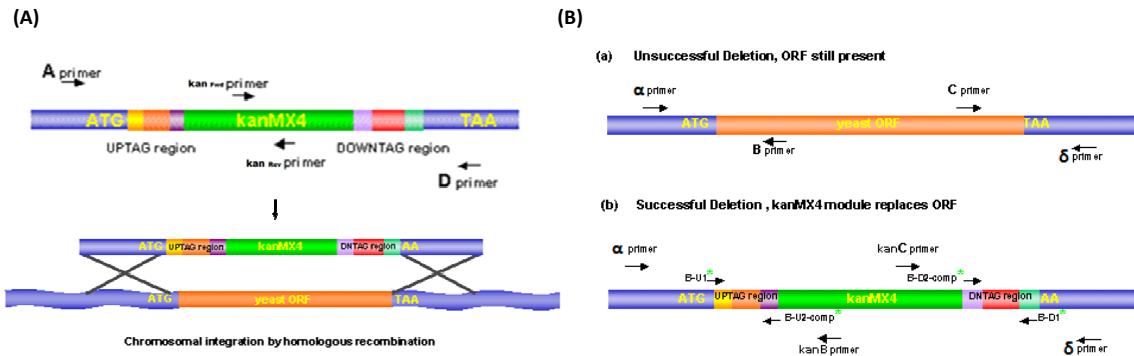 (A)
A primer
kan Fwd primer
ATG kanMX4 TAA
UPTAG region
DOWNTAG region
kan Rev primer
D primer
ATG UPTAG region kanMX4 DNTAG region AA
ATG yeast ORF TAA
Chromosomal integration by homologous recombination
(B)
(a) Unsuccessful Deletion, ORF still present
α primer
C primer
ATG yeast ORF TAA
B primer
δ primer
(b) Successful Deletion , kanMX4 module replaces ORF
α primer
kanC primer
B-U1*
B-D2-comp*
ATG UPTAG region kanMX4 DNTAG region AA
B-U2-comp*
B-D1*
kanB primer
δ primer